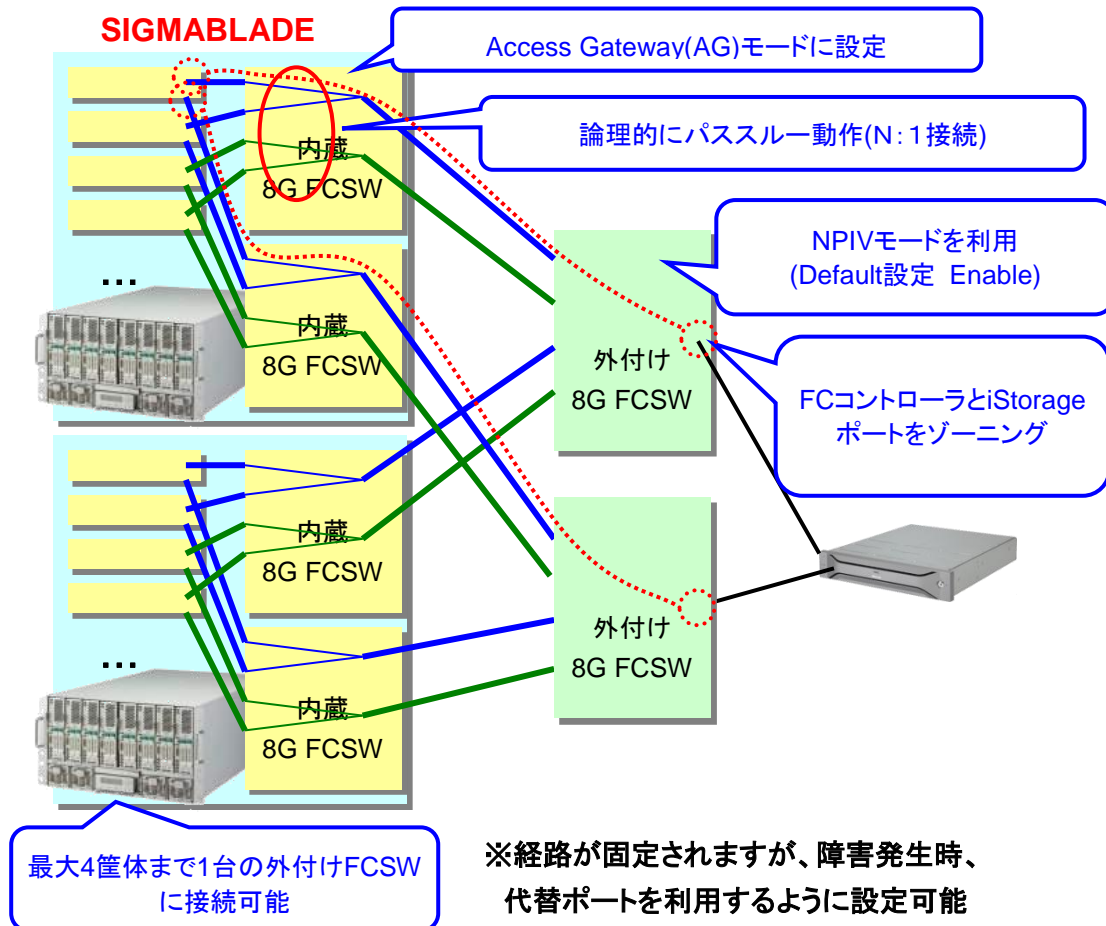 SIGMABLADE
Access Gateway(AG)モードに設定
論理的にパススルー動作(N:1接続)
内蔵
8G FCSW
NPIVモードを利用
(Default設定 Enable)
…
内蔵
8G FCSW
外付け
8G FCSW
FCコントローラとiStorage
ポートをゾーニング
内蔵
8G FCSW
外付け
8G FCSW
…
内蔵
8G FCSW
最大4筐体まで1台の外付けFCSW
に接続可能
※経路が固定されますが、障害発生時、
代替ポートを利用するように設定可能